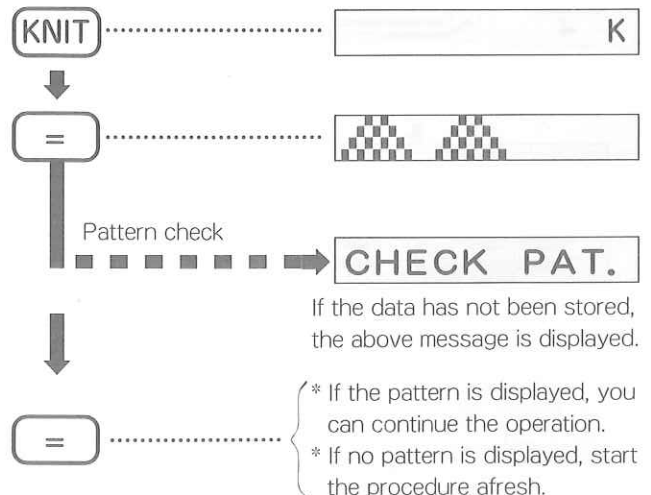 KNIT
K
=
Pattern check
CHECK PAT.
If the data has not been stored,
the above message is displayed.
=
* If the pattern is displayed, you
can continue the operation.
* If no pattern is displayed, start
the procedure afresh.